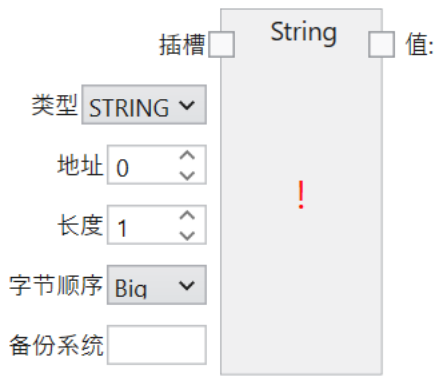 插槽 String 值:
类型 STRING
地址 0
!
长度 1
字节顺序 Big
备份系统